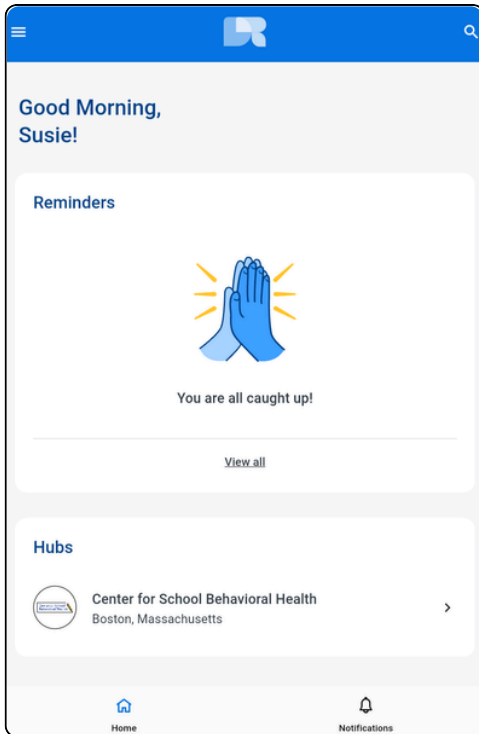 Good Morning,
Susie!
Reminders
You are all caught up!
View all
Hubs
Center for School Behavioral Health
Boston, Massachusetts
Home
Notifications